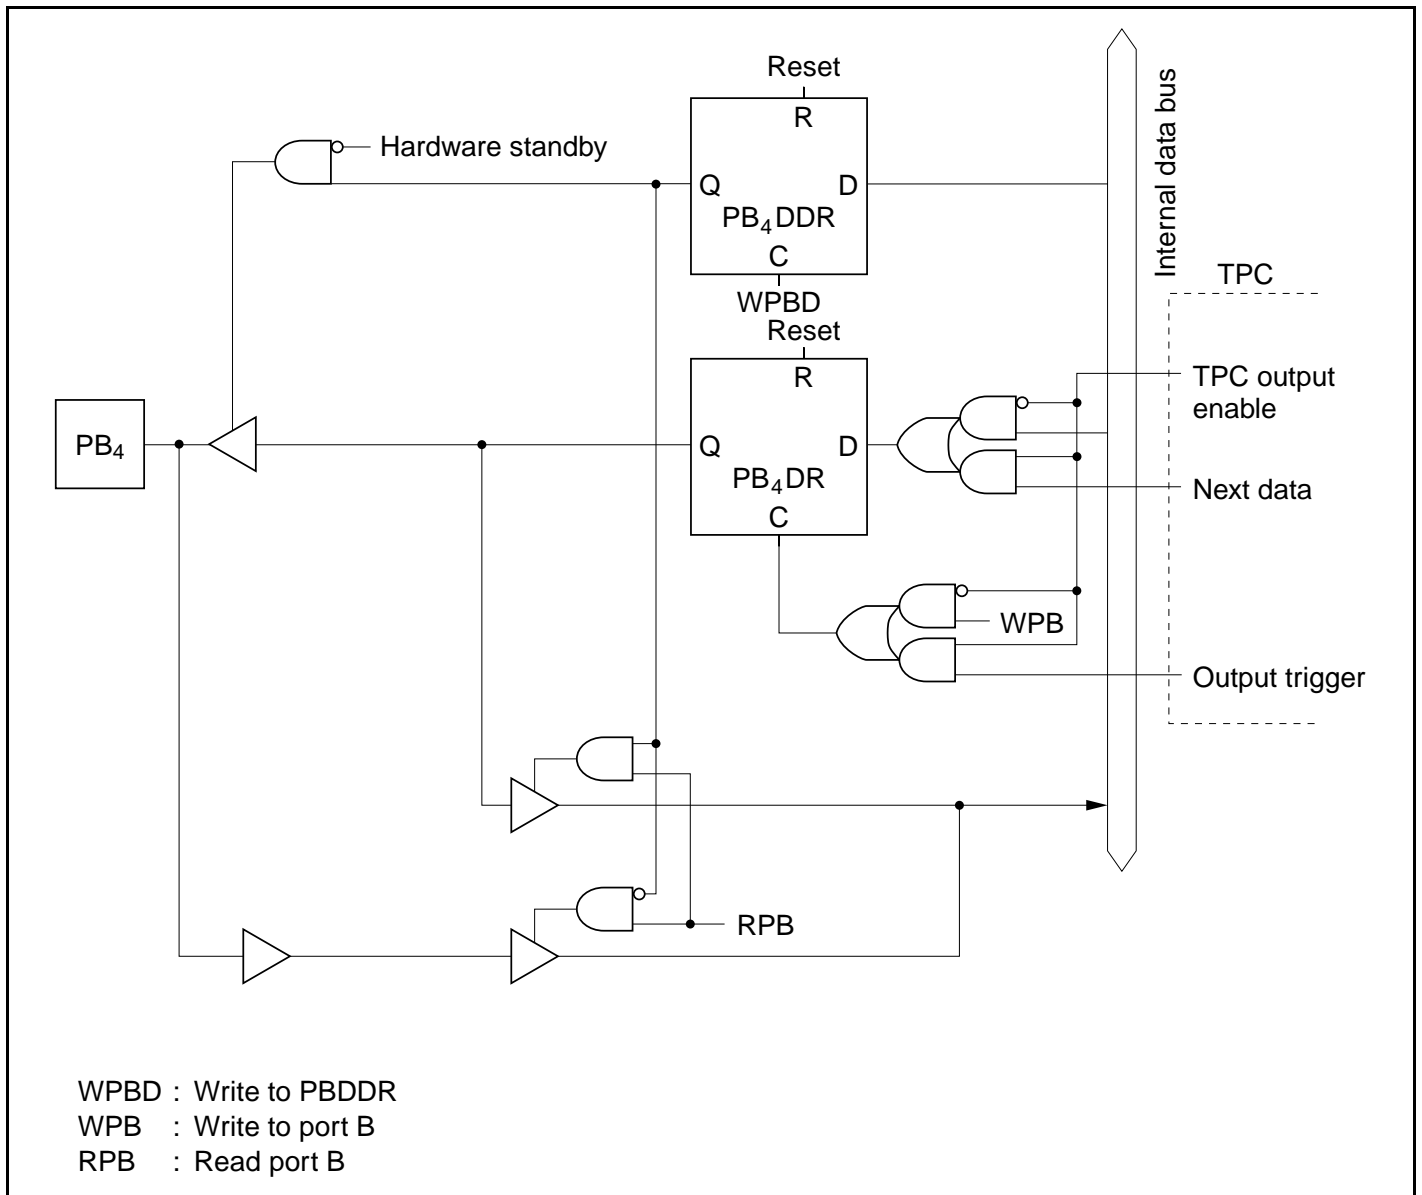 Reset
R
Hardware standby
Internal data bus
Q
D
PB4DDR
C
TPC
WPBD
Reset
R
TPC output
enable
PB4
Q
D
PB4DR
Next data
C
WPB
Output trigger
RPB
WPBD : Write to PBDDR
WPB : Write to port B
RPB : Read port B